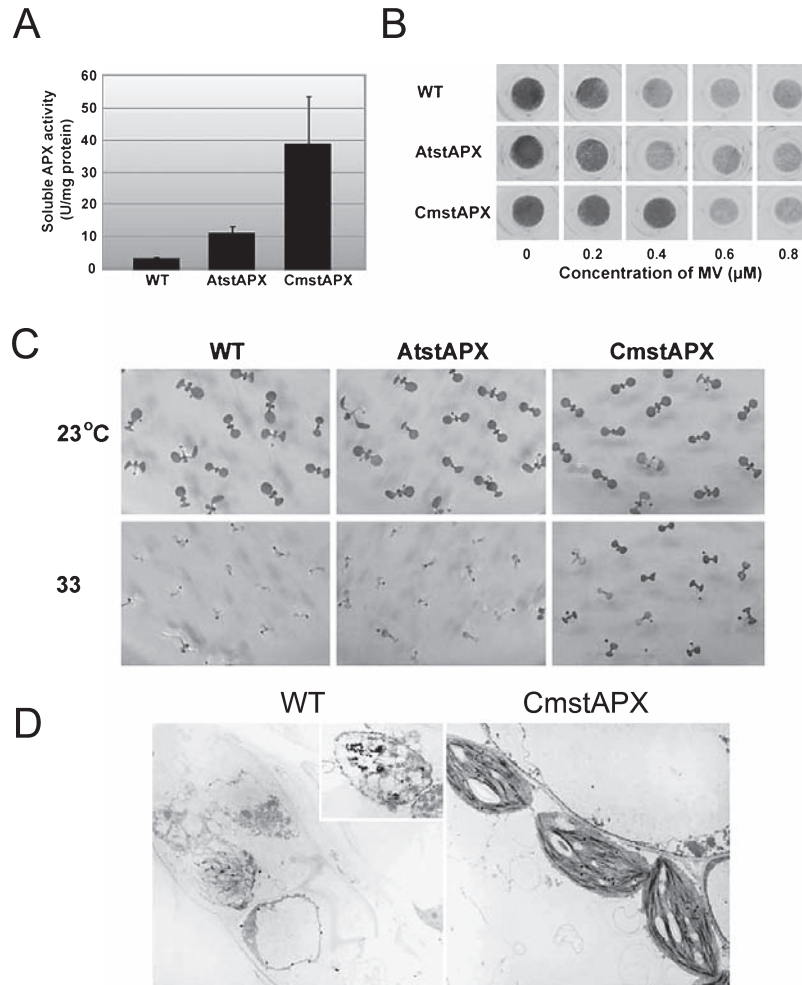 A
Soluble APX activity
(U/mg protein)
60
50
40
30
20
10
0
WT AtstAPX CmstAPX
B
WT
AtstAPX
CmstAPX
0 0.2 0.4 0.6 0.8
Concentration of MV (μM)
C
WT AtstAPX CmstAPX
23°C
33
D
WT CmstAPX